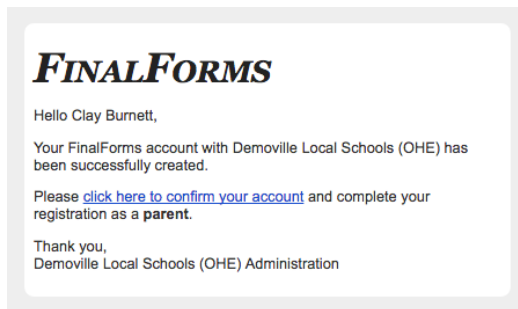 FINALFORMS
Hello Clay Burnett,
Your FinalForms account with Demoville Local Schools (OHE) has
been successfully created.
Please click here to confirm your account and complete your
registration as a parent.
Thank you,
Demoville Local Schools (OHE) Administration